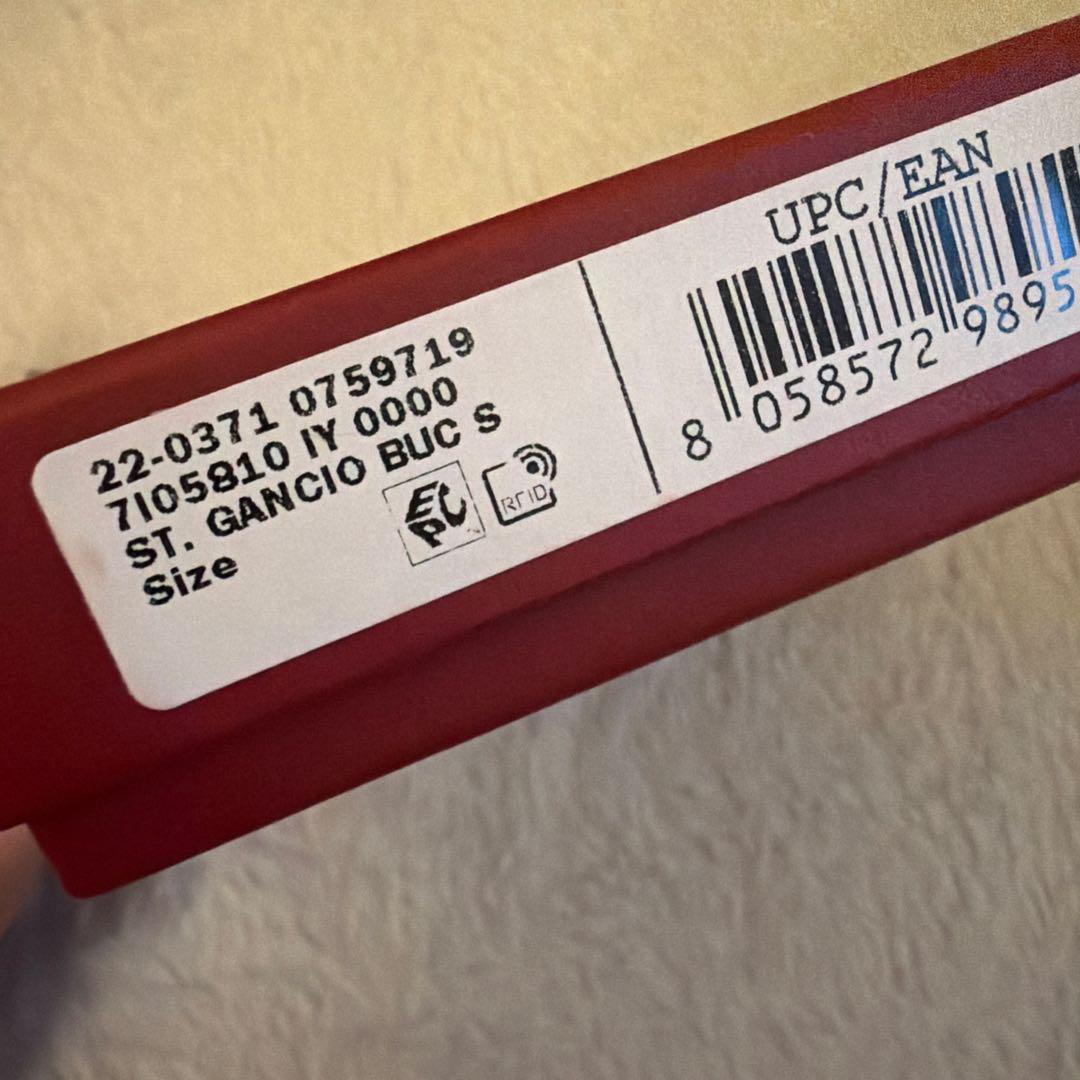 22-0371 0759719
7I05810 IY 0000
ST. GANCIO BUC S
Size
EPC
RFID
UPC/EAN
8 058572 9895